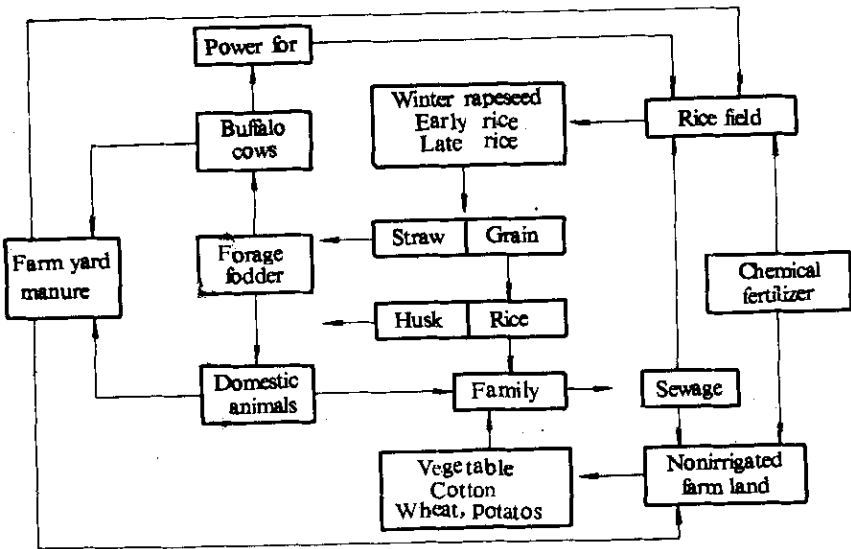 Power for
Winter rapeseed
Early rice
Late rice
Rice field
Buffalo
cows
Straw
Grain
Farm yard
manure
Forage
fodder
Chemical
fertilizer
Husk
Rice
Domestic
animals
Family
Sewage
Vegetable
Cotton
Wheat, Potatos
Nonirrigated
farm land